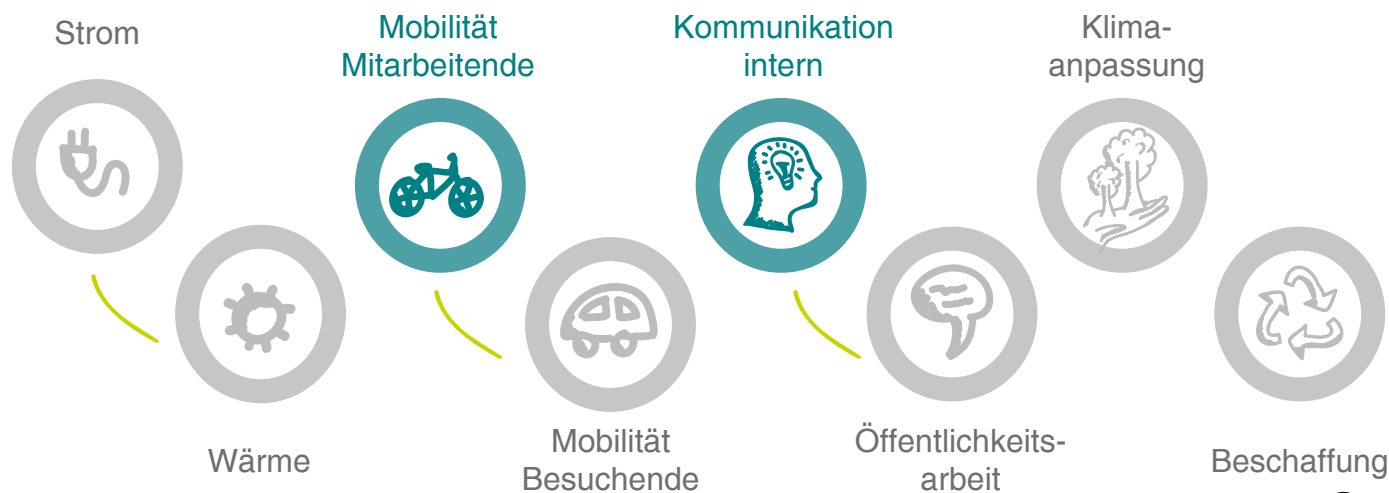 Strom
Mobilität
Mitarbeitende
Kommunikation
intern
Klima-
anpassung
Wärme
Mobilität
Besuchende
Öffentlichkeits-
arbeit
Beschaffung